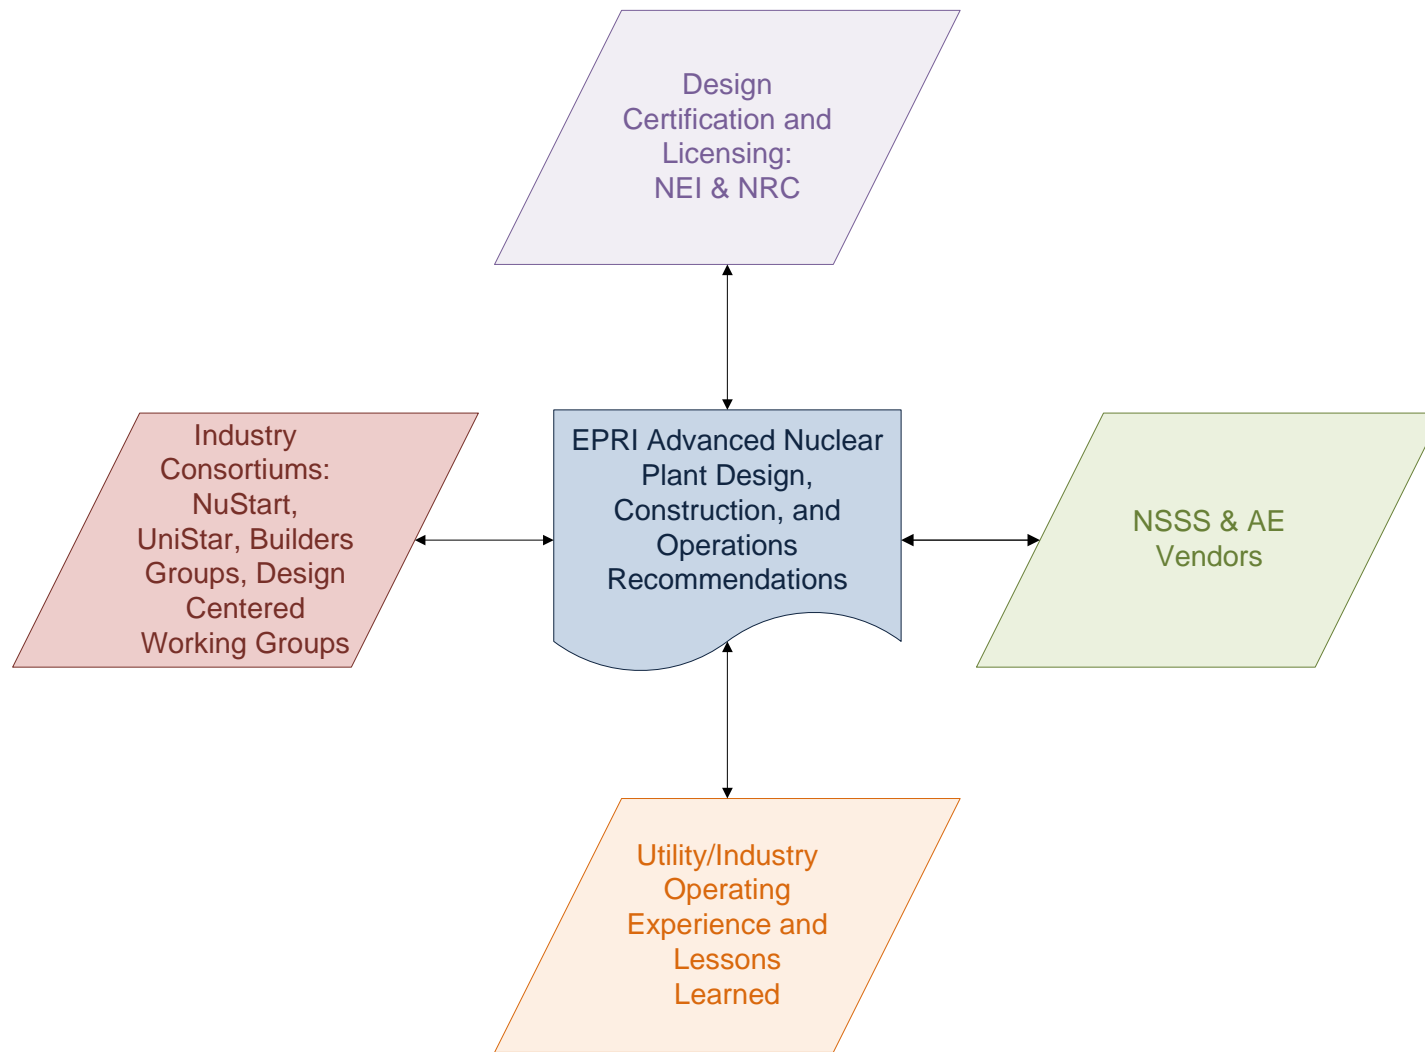 Design
Certification and
Licensing:
NEI & NRC
Industry
Consortiums:
NuStart,
UniStar, Builders
Groups, Design
Centered
Working Groups
EPRI Advanced Nuclear
Plant Design,
Construction, and
Operations
Recommendations
NSSS & AE
Vendors
Utility/Industry
Operating
Experience and
Lessons
Learned